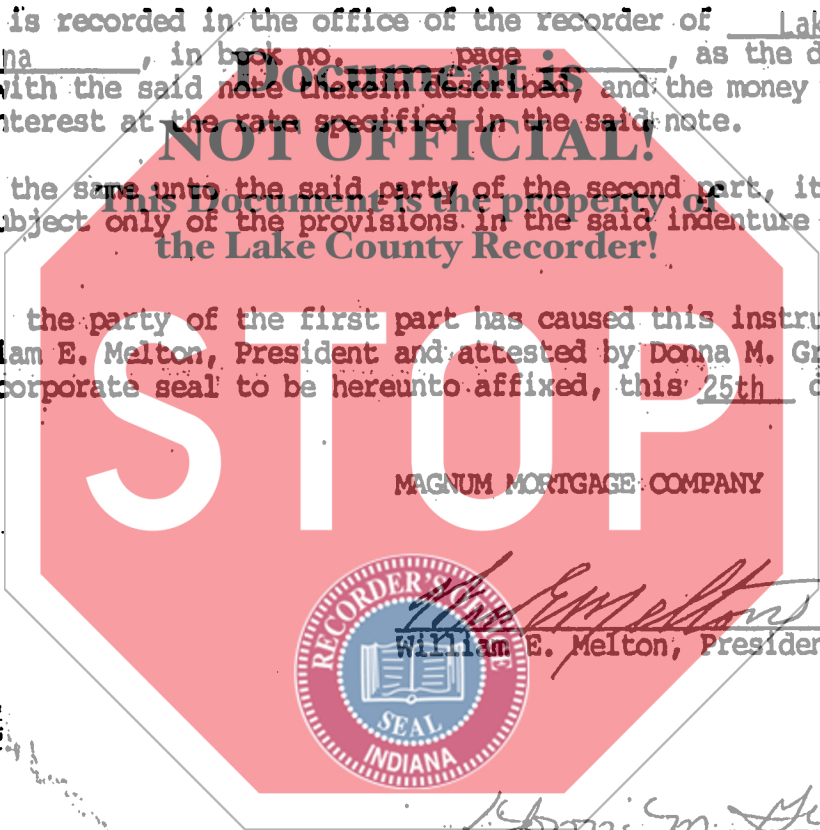 is recorded in the office of the recorder of Lak
na , in book no. page , as the d
Document is
with the said note therein described, and the money
nterest at the rate specified in the said note.
NOT OFFICIAL!
the same unto the said party of the second part, it
This Document is the property of
ubject only of the provisions in the said indenture
the Lake County Recorder!
the party of the first part has caused this instru
iam E. Melton, President and attested by Donna M. Gr
orporate seal to be hereunto affixed, this 25th d
STOP
MAGNUM MORTGAGE COMPANY
William E. Melton, Presiden
RECORDER'S OFFICE
SEAL
INDIANA